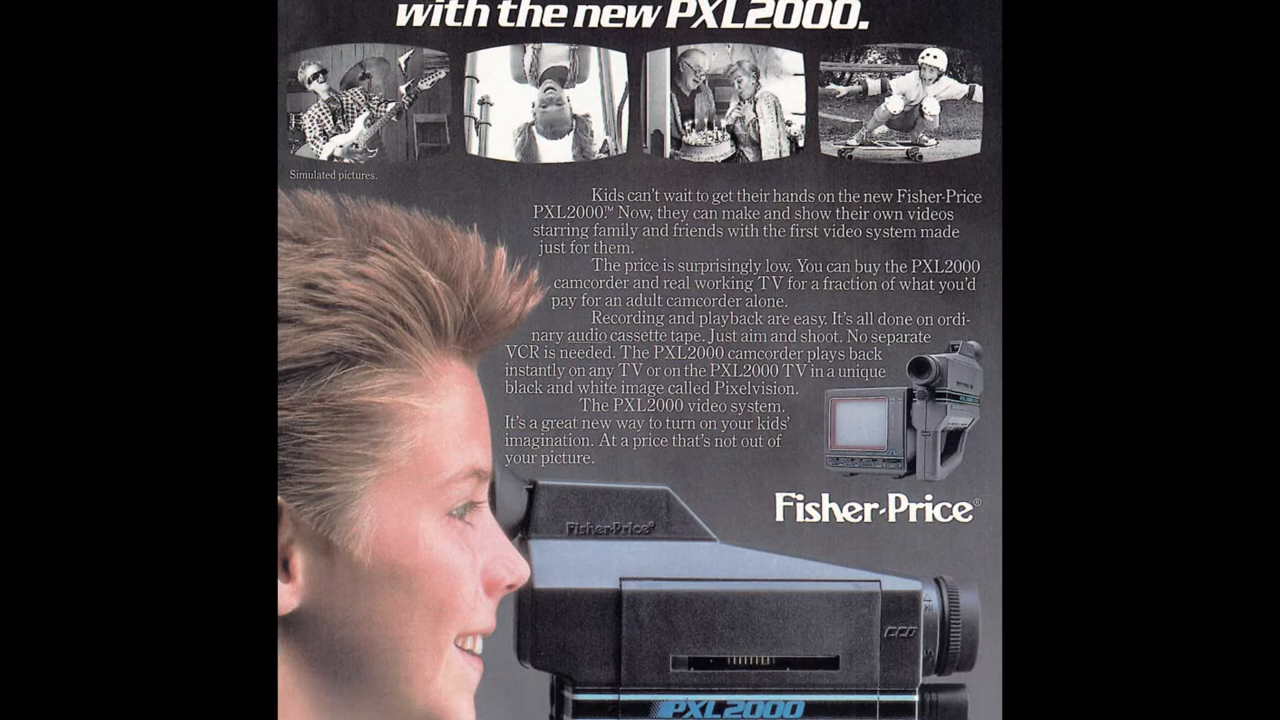 with the new PXL2000.
Simulated pictures.
Kids can't wait to get their hands on the new Fisher-Price
PXL2000.™ Now, they can make and show their own videos
starring family and friends with the first video system made
just for them.
The price is surprisingly low. You can buy the PXL2000
camcorder and real working TV for a fraction of what you'd
pay for an adult camcorder alone.
Recording and playback are easy. It's all done on ordi-
nary audio cassette tape. Just aim and shoot. No separate
VCR is needed. The PXL2000 camcorder plays back
instantly on any TV or on the PXL2000 TV in a unique
black and white image called Pixelvision.
The PXL2000 video system.
It's a great new way to turn on your kids'
imagination. At a price that's not out of
your picture.
Fisher-Price®
Fisher-Price®
CCD
PXL2000